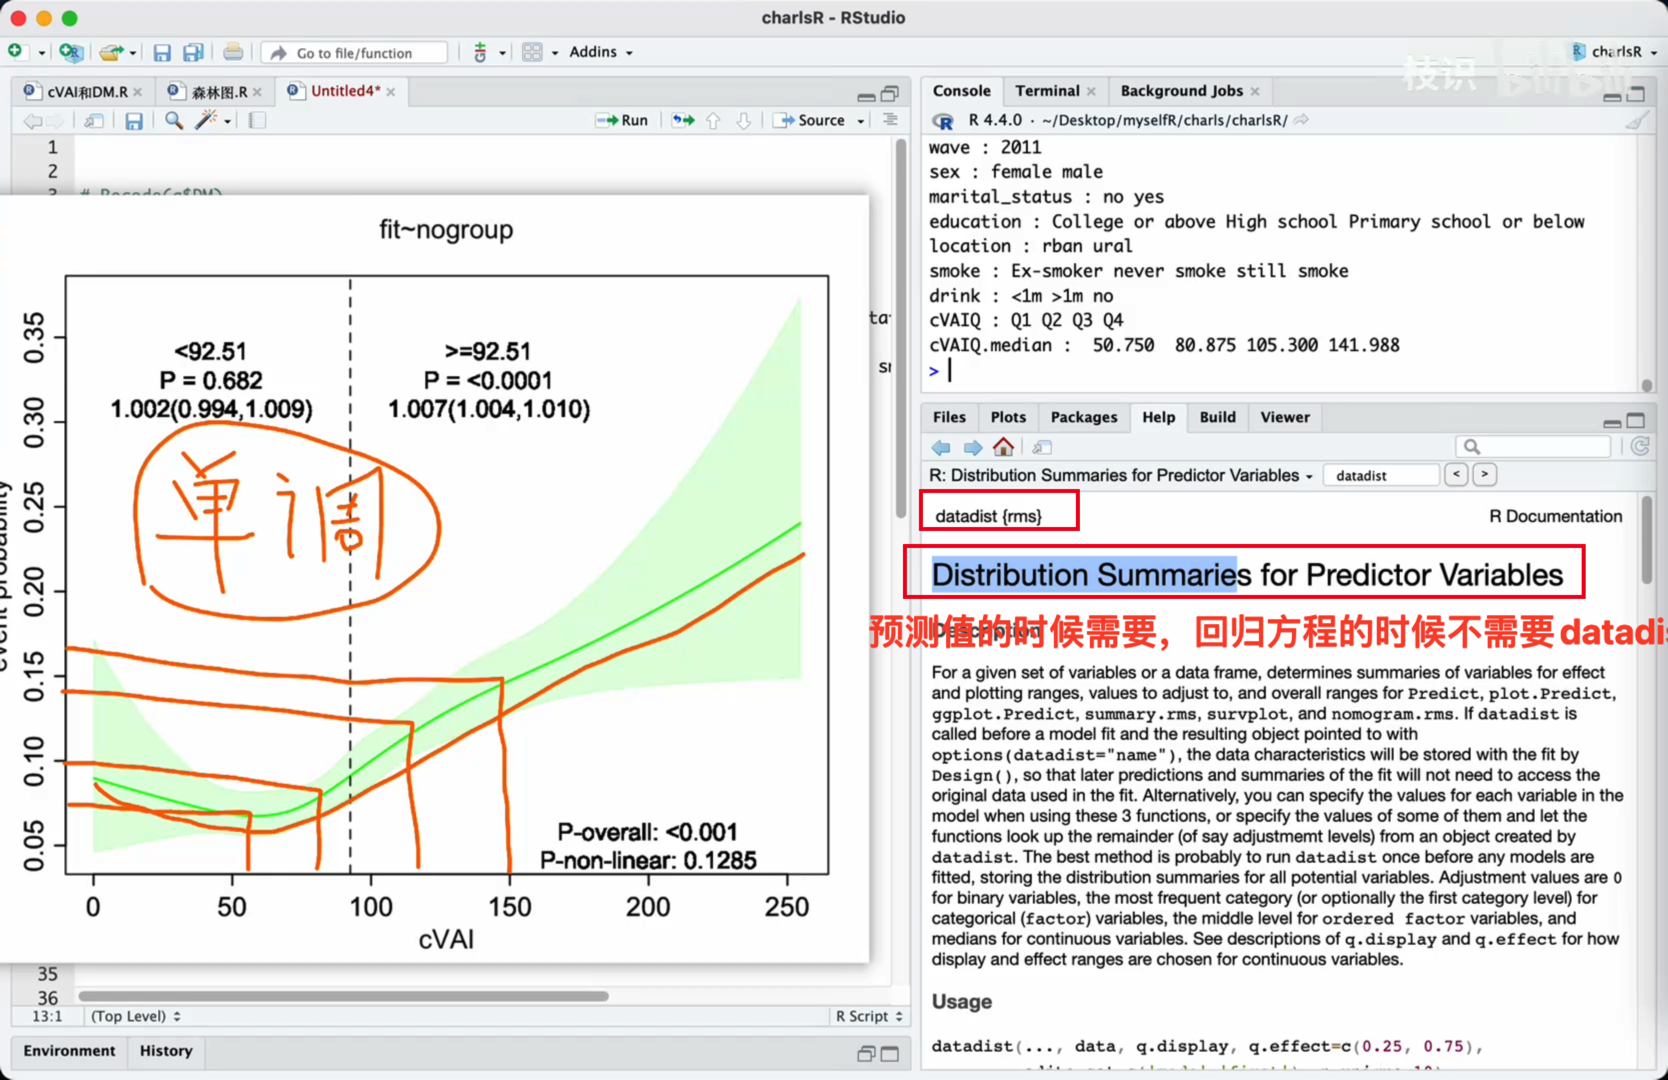 charlsR - RStudio
Go to file/function
Addins
charlsR
枝识 bilibili
cVAI和DM.R
森林图.R
Untitled4*
Run
Source
1
2
3
# Recode(c$DM)
fit~nogroup
<92.51
P = 0.682
1.002(0.994,1.009)
>=92.51
P = <0.0001
1.007(1.004,1.010)
单调
event probability
0.35
0.30
0.25
0.20
0.15
0.10
0.05
P-overall: <0.001
P-non-linear: 0.1285
0 50 100 150 200 250
cVAI
35
36
13:1 (Top Level) R Script
Environment History
Console Terminal Background Jobs
R 4.4.0 · ~/Desktop/myselfR/charls/charlsR/
wave : 2011
sex : female male
marital_status : no yes
education : College or above High school Primary school or below
location : rban ural
smoke : Ex-smoker never smoke still smoke
drink : <1m >1m no
cVAIQ : Q1 Q2 Q3 Q4
cVAIQ.median : 50.750 80.875 105.300 141.988
>
Files Plots Packages Help Build Viewer
R: Distribution Summaries for Predictor Variables datadist < >
datadist {rms} R Documentation
Distribution Summaries for Predictor Variables
预测值的时候需要，回归方程的时候不需要datadis
Description
For a given set of variables or a data frame, determines summaries of variables for effect
and plotting ranges, values to adjust to, and overall ranges for Predict, plot.Predict,
ggplot.Predict, summary.rms, survplot, and nomogram.rms. If datadist is
called before a model fit and the resulting object pointed to with
options(datadist="name"), the data characteristics will be stored with the fit by
Design(), so that later predictions and summaries of the fit will not need to access the
original data used in the fit. Alternatively, you can specify the values for each variable in the
model when using these 3 functions, or specify the values of some of them and let the
functions look up the remainder (of say adjustmemt levels) from an object created by
datadist. The best method is probably to run datadist once before any models are
fitted, storing the distribution summaries for all potential variables. Adjustment values are 0
for binary variables, the most frequent category (or optionally the first category level) for
categorical (factor) variables, the middle level for ordered factor variables, and
medians for continuous variables. See descriptions of q.display and q.effect for how
display and effect ranges are chosen for continuous variables.
Usage
datadist(..., data, q.display, q.effect=c(0.25, 0.75),